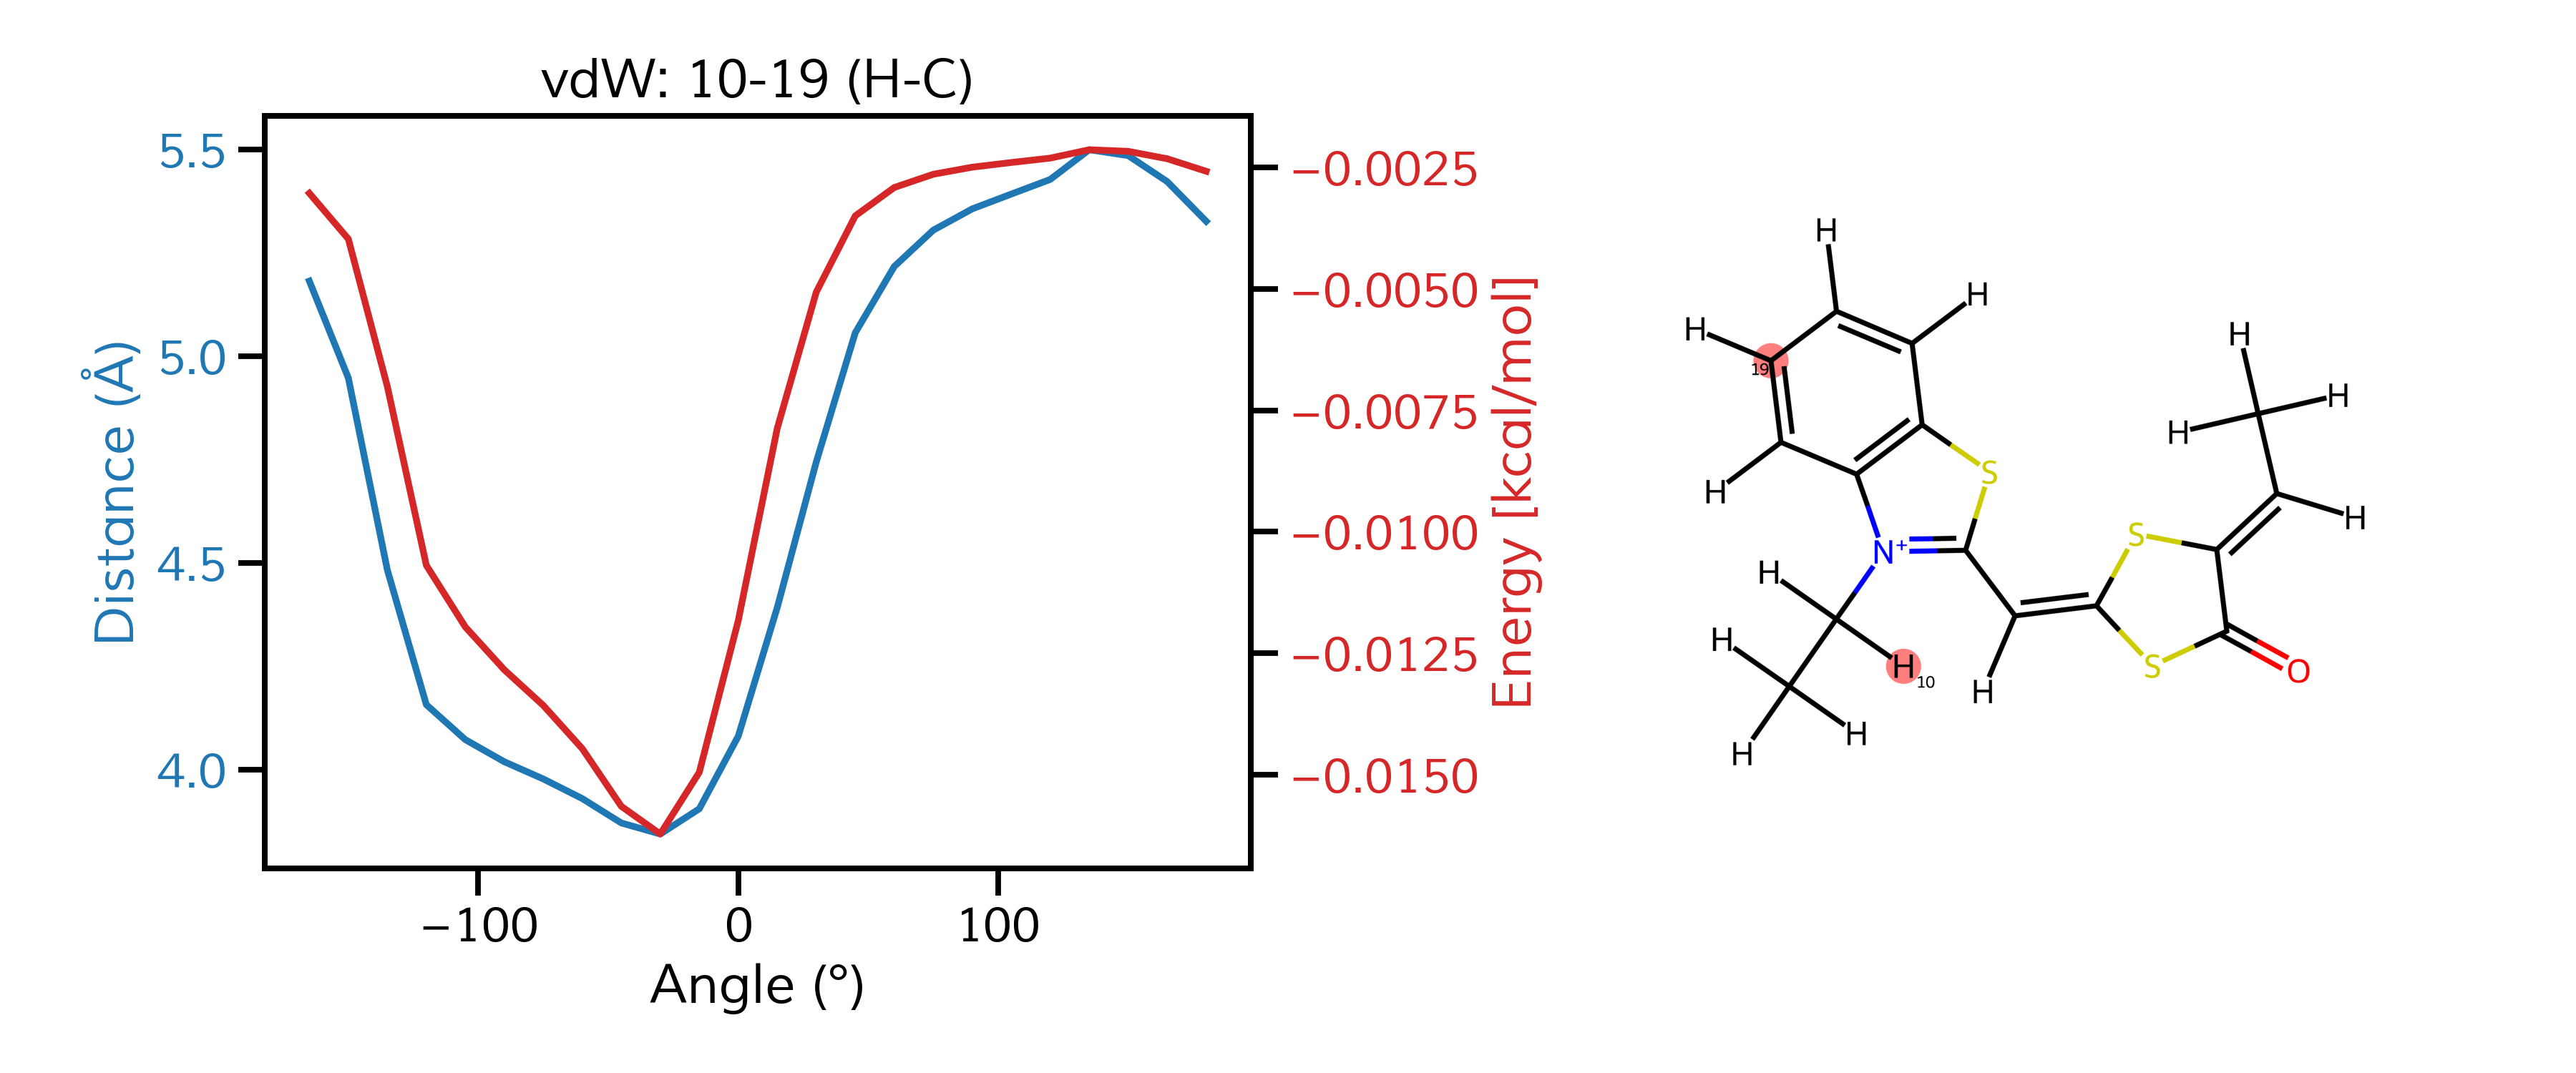 vdW: 10-19 (H-C)
5.5
5.0
4.5
4.0
Distance (Å)
−0.0025
−0.0050
−0.0075
−0.0100
−0.0125
−0.0150
Energy [kcal/mol]
−100
0
100
Angle (°)
H
H
H
19
H
S
N+
H
H
H
H
H
10
H
H
H
H
H
S
S
O